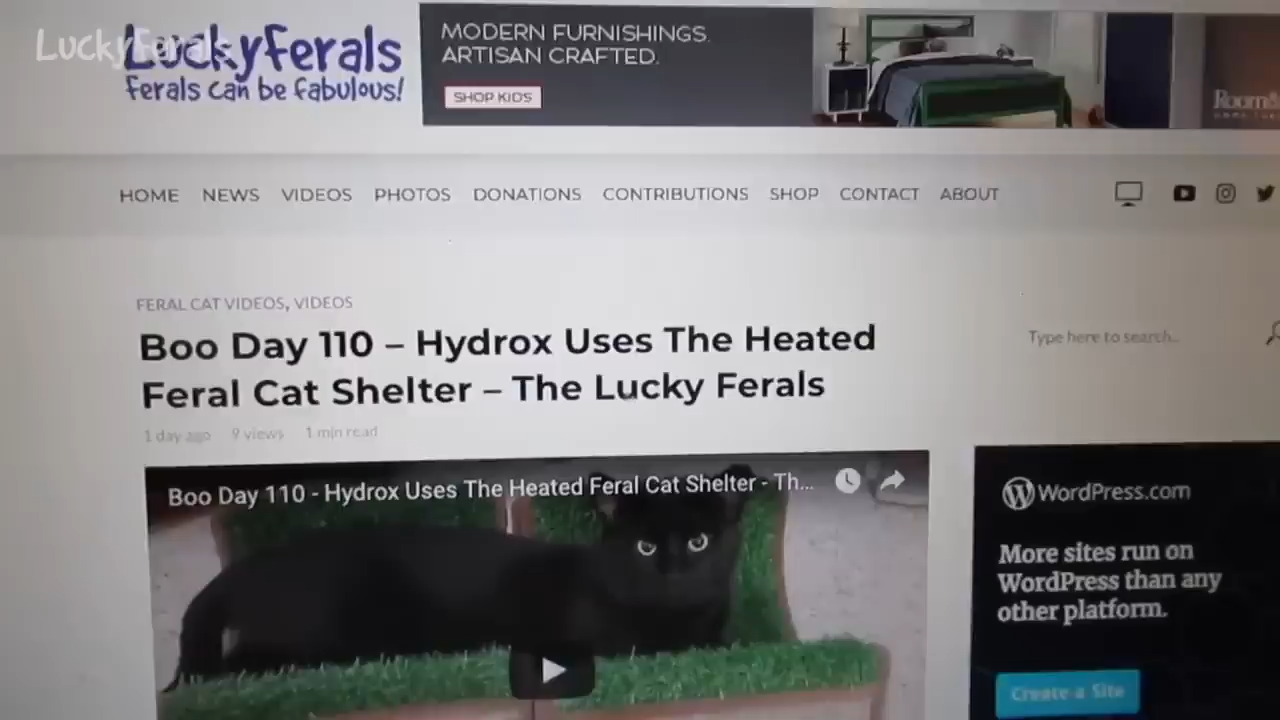 LuckyFerals
LuckyFerals
Ferals can be fabulous!
MODERN FURNISHINGS.
ARTISAN CRAFTED.
SHOP KIDS
HOME NEWS VIDEOS PHOTOS DONATIONS CONTRIBUTIONS SHOP CONTACT ABOUT
FERAL CAT VIDEOS, VIDEOS
Boo Day 110 – Hydrox Uses The Heated
Feral Cat Shelter – The Lucky Ferals
1 day ago 9 views 1 min read
Type here to search...
Boo Day 110 - Hydrox Uses The Heated Feral Cat Shelter - Th...
WordPress.com
More sites run on
WordPress than any
other platform.
Create a Site